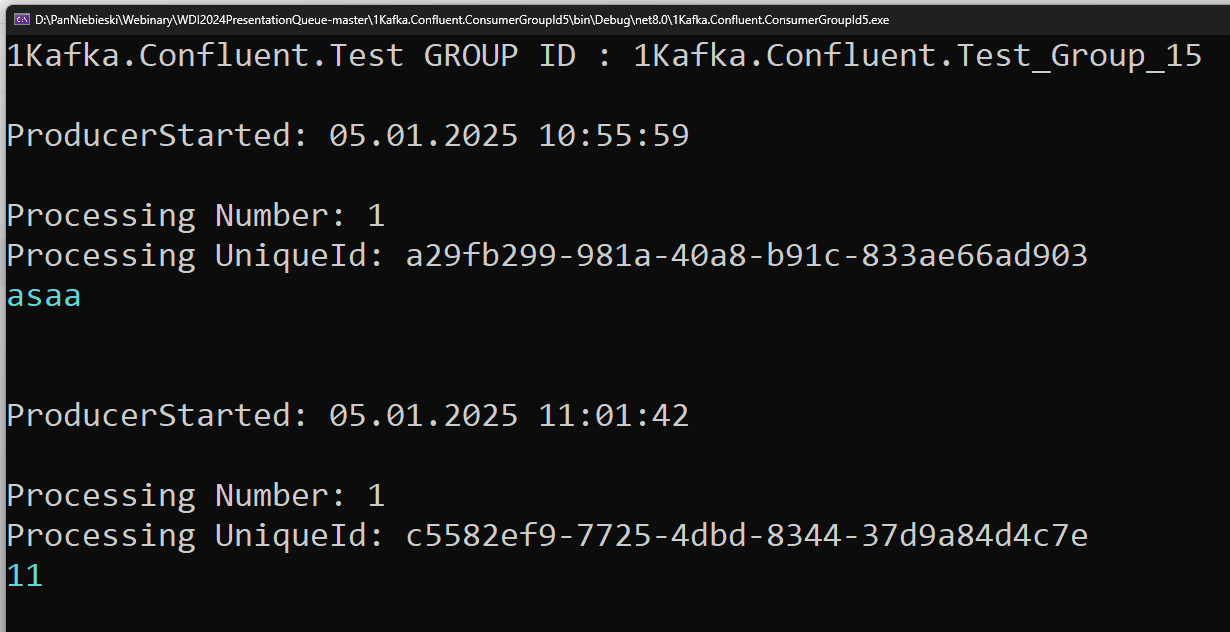 D:\PanNiebieski\Webinary\WDI2024PresentationQueue-master\1Kafka.Confluent.ConsumerGroupId5\bin\Debug\net8.0\1Kafka.Confluent.ConsumerGroupId5.exe
1Kafka.Confluent.Test GROUP ID : 1Kafka.Confluent.Test_Group_15
ProducerStarted: 05.01.2025 10:55:59
Processing Number: 1
Processing UniqueId: a29fb299-981a-40a8-b91c-833ae66ad903
asaa
ProducerStarted: 05.01.2025 11:01:42
Processing Number: 1
Processing UniqueId: c5582ef9-7725-4dbd-8344-37d9a84d4c7e
11